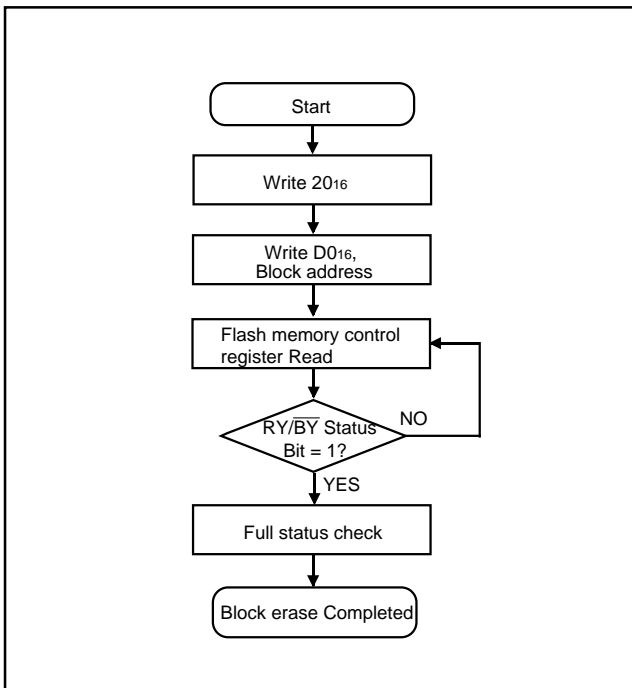 Start
Write 20₁₆
Write D0₁₆,
Block address
Flash memory control
register Read
RY/B̅Y̅ Status
NO
Bit = 1?
YES
Full status check
Block erase Completed